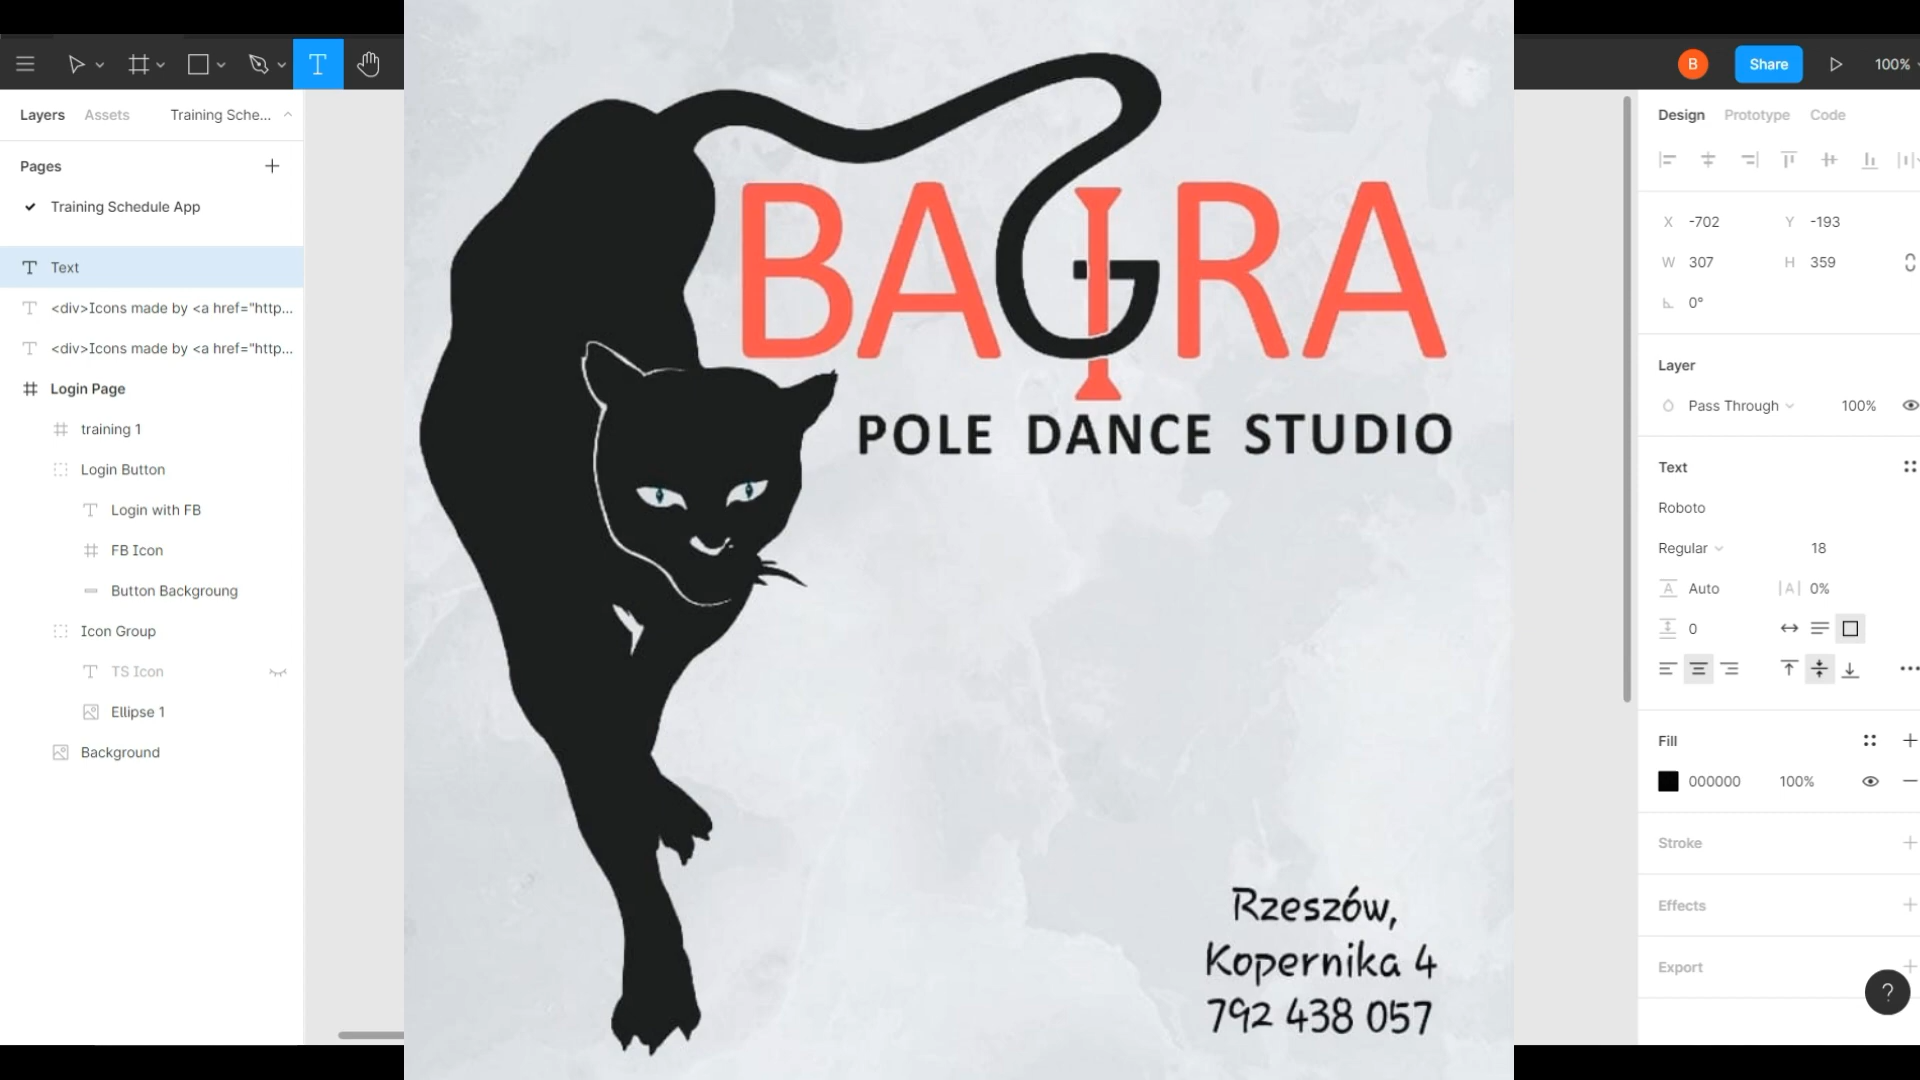 B
Share
100%
Layers
Assets
Training Sche...
Design
Prototype
Code
Pages
Training Schedule App
Text
<div>Icons made by <a href="http...
<div>Icons made by <a href="http...
Login Page
training 1
Login Button
Login with FB
FB Icon
Button Backgroung
Icon Group
TS Icon
Ellipse 1
Background
BAGIRA
POLE DANCE STUDIO
Rzeszów,
Kopernika 4
792 438 057
X -702 Y -193
W 307 H 359
0°
Layer
Pass Through 100%
Text
Roboto
Regular 18
Auto 0%
0
Fill
000000 100%
Stroke
Effects
Export
?